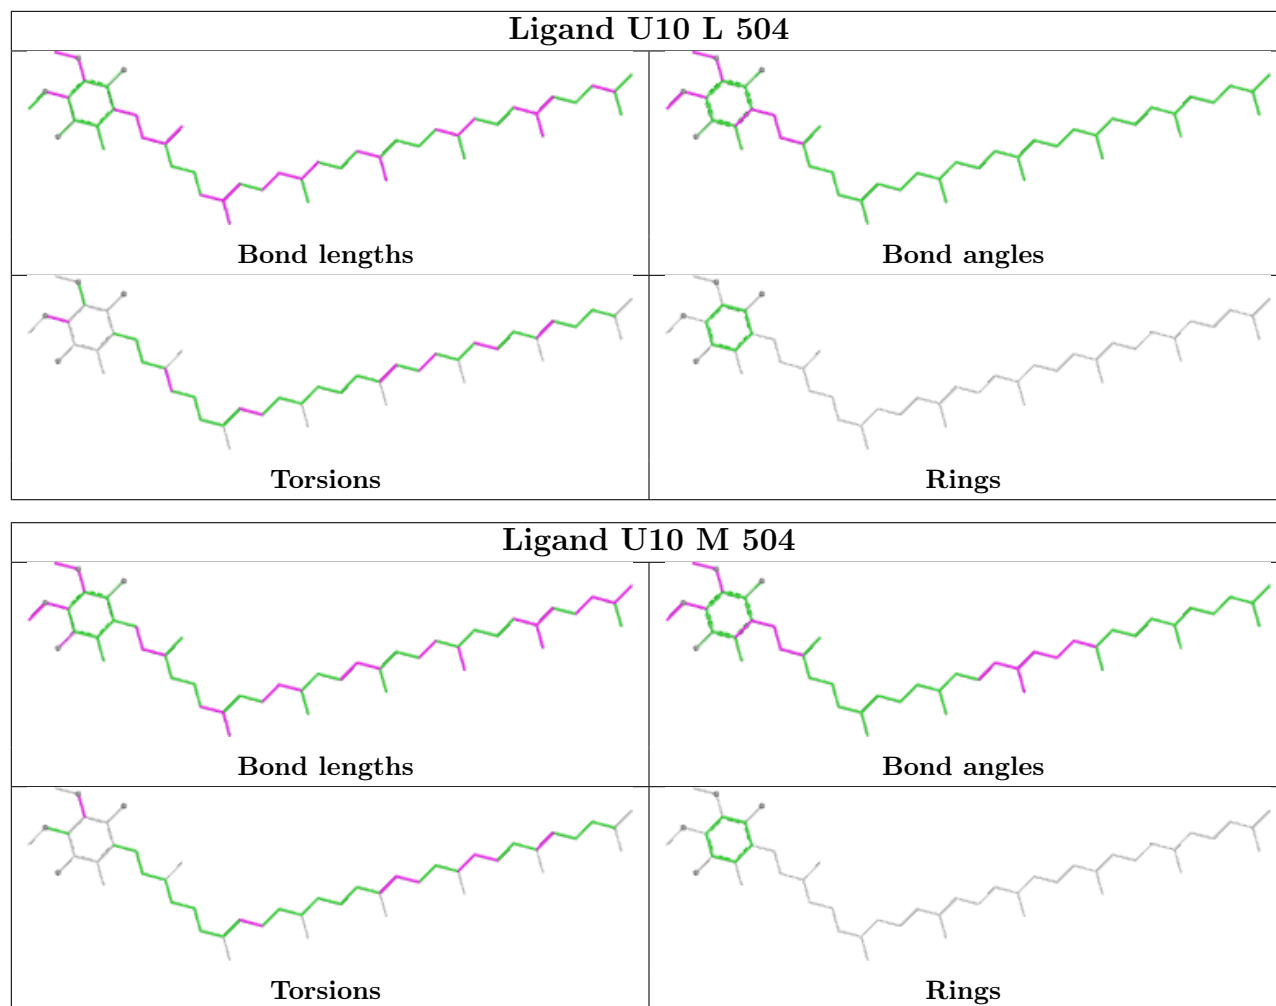 Ligand U10 L 504
Bond lengths
Bond angles
Torsions
Rings
Ligand U10 M 504
Bond lengths
Bond angles
Torsions
Rings